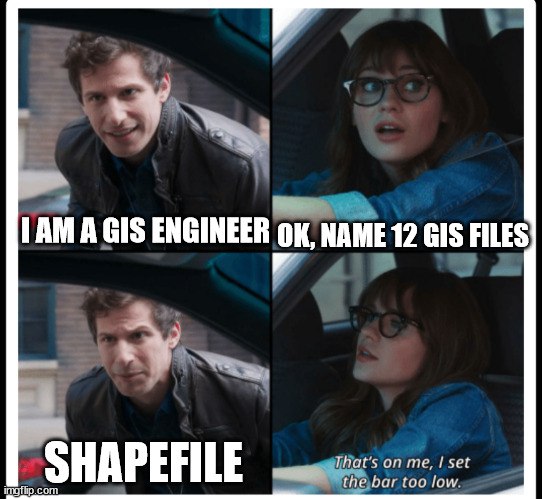 I AM A GIS ENGINEER
OK, NAME 12 GIS FILES
SHAPEFILE
That's on me, I set
the bar too low.
imgflip.com